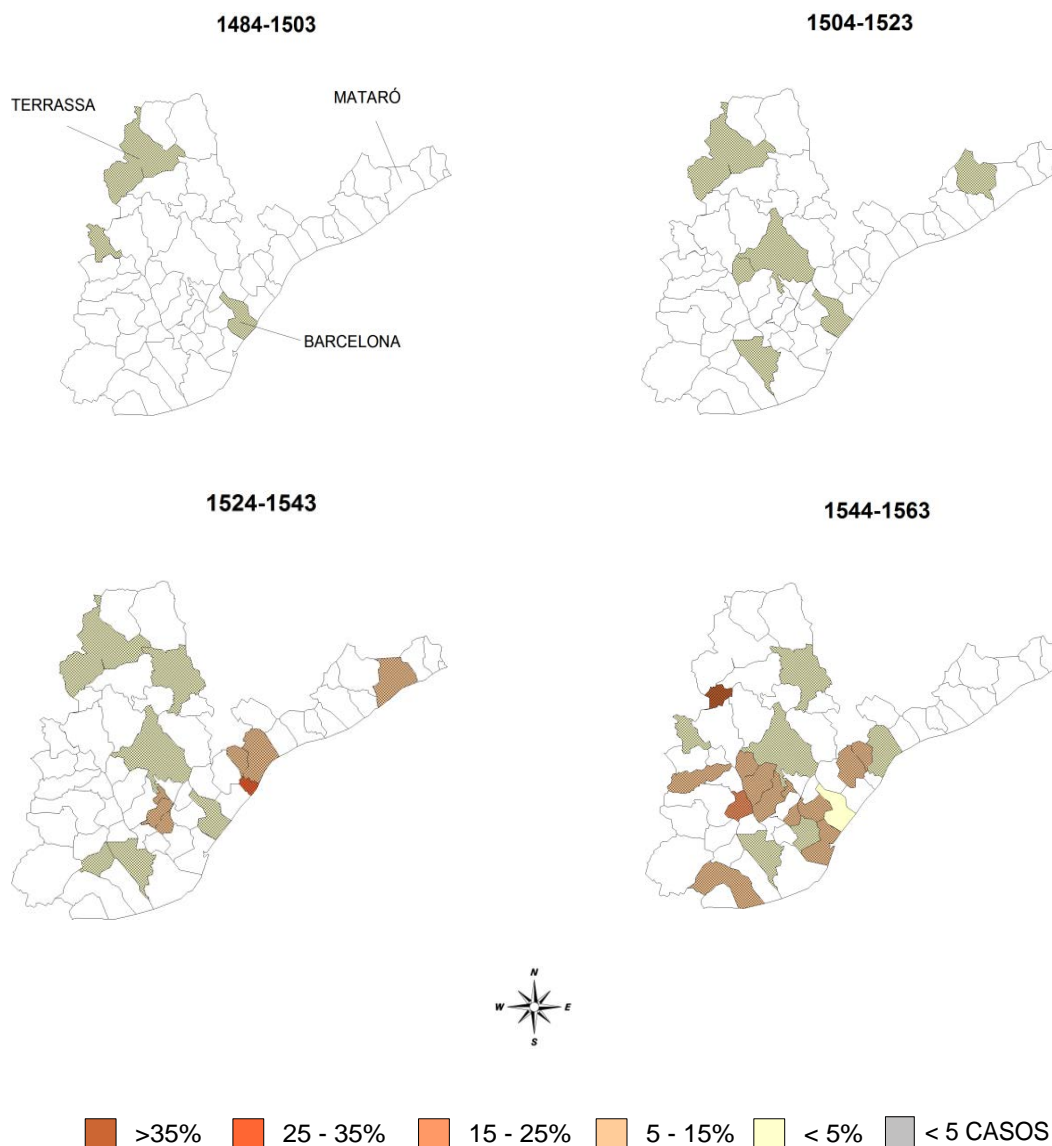 1484-1503
1504-1523
TERRASSA
MATARÓ
BARCELONA
1524-1543
1544-1563
N
W E
S
>35% 25 - 35% 15 - 25% 5 - 15% < 5% < 5 CASOS